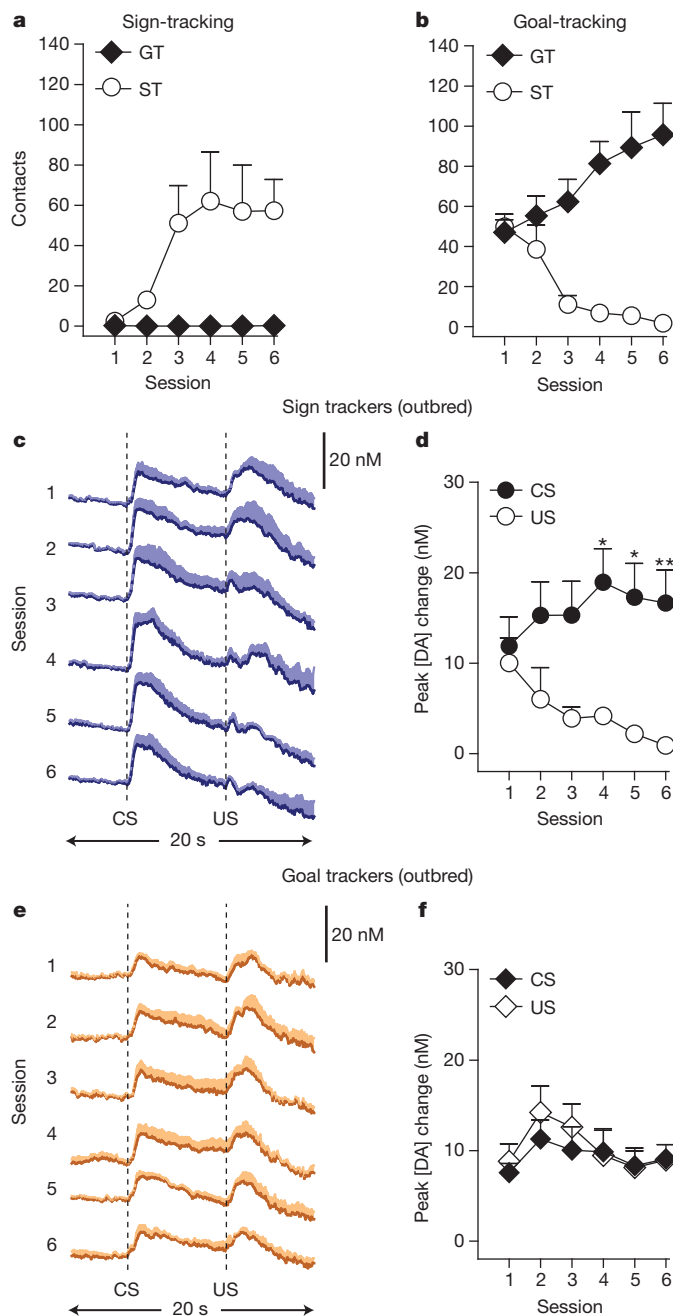 a Sign-tracking
GT
ST
140
120
100
80
60
40
20
0
Contacts
1 2 3 4 5 6
Session
b Goal-tracking
GT
ST
140
120
100
80
60
40
20
0
1 2 3 4 5 6
Session
Sign trackers (outbred)
c
20 nM
1
2
3
4
5
6
Session
CS US
20 s
d
CS
US
30
20
10
0
Peak [DA] change (nM)
* * **
1 2 3 4 5 6
Session
Goal trackers (outbred)
e
20 nM
1
2
3
4
5
6
Session
CS US
20 s
f
CS
US
30
20
10
0
Peak [DA] change (nM)
1 2 3 4 5 6
Session